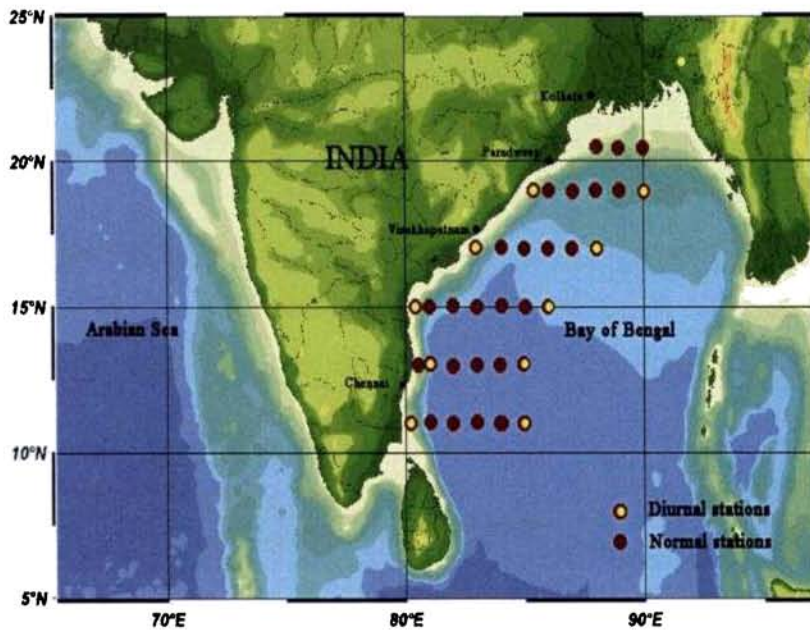 25°N
Kolkata
20°N
INDIA
Paradweep
Visakhapatnam
15°N
Arabian Sea
Bay of Bengal
Chennai
10°N
Diurnal stations
Normal stations
5°N
70°E 80°E 90°E